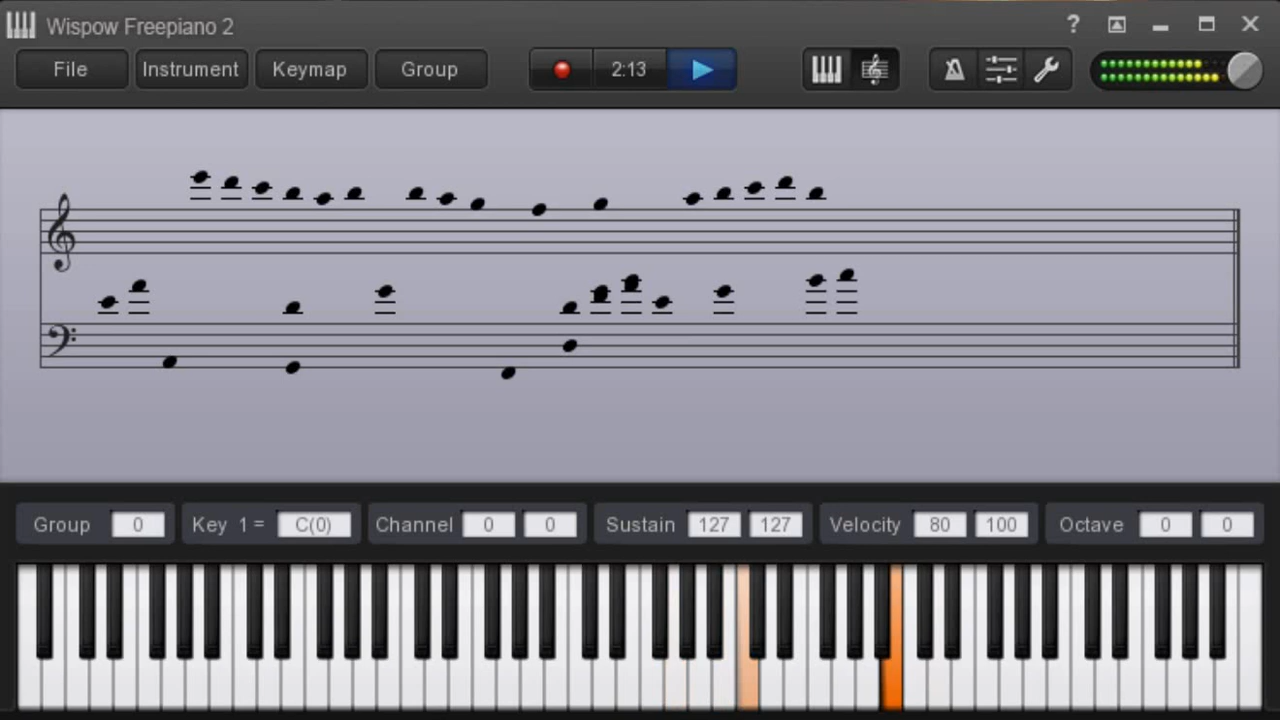 Wispow Freepiano 2 ?
File Instrument Keymap Group 2:13
Group 0 Key 1 = C(0) Channel 0 0 Sustain 127 127 Velocity 80 100 Octave 0 0